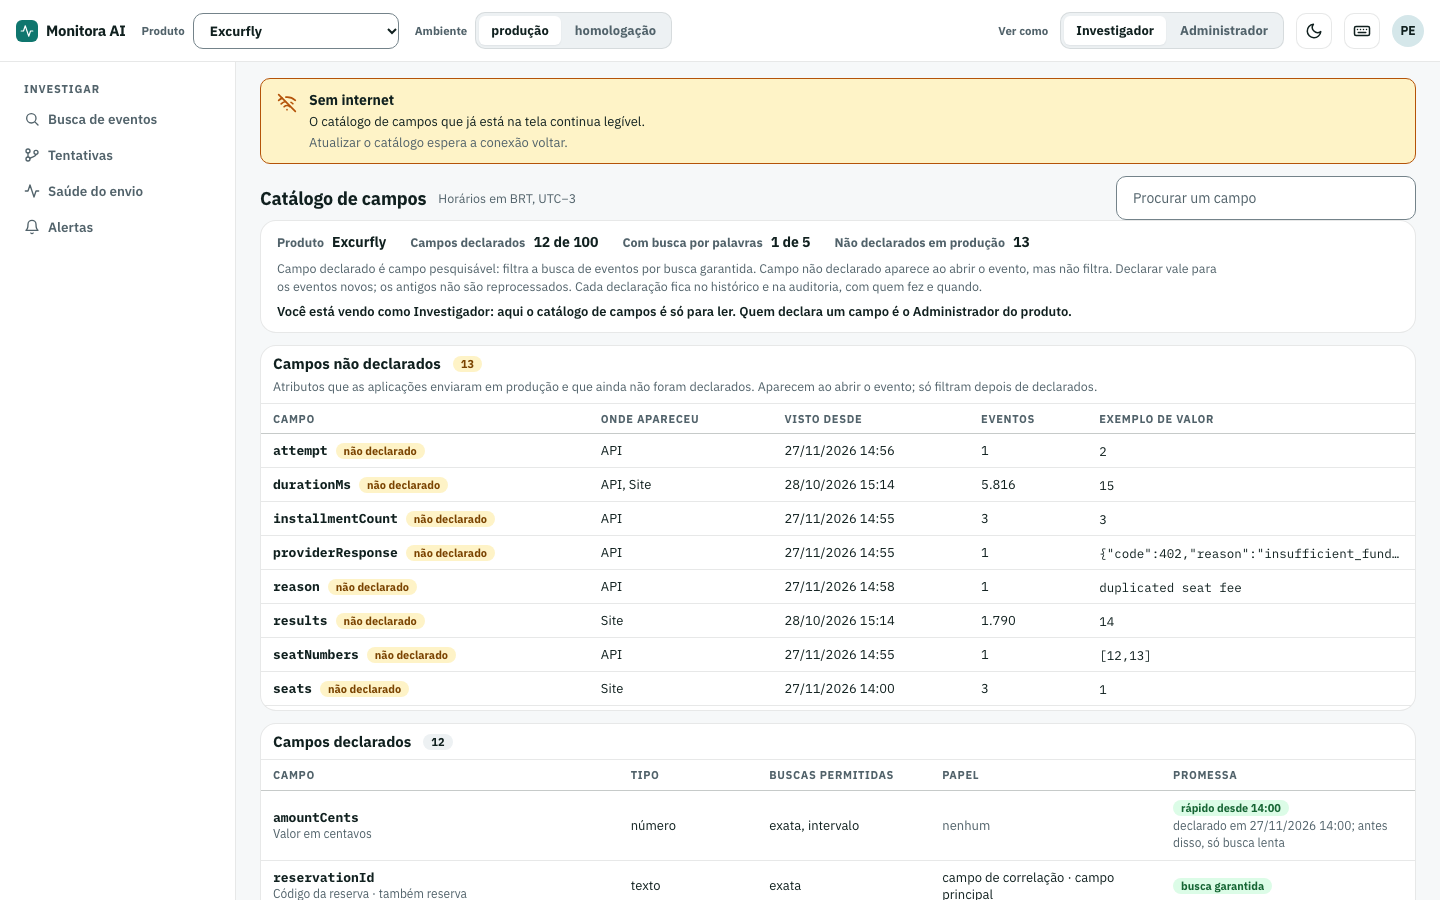 Monitora AI
Produto
Excurfly
Ambiente
produção
homologação
Ver como
Investigador
Administrador
PE
INVESTIGAR
Busca de eventos
Tentativas
Saúde do envio
Alertas
Sem internet
O catálogo de campos que já está na tela continua legível.
Atualizar o catálogo espera a conexão voltar.
Catálogo de campos
Horários em BRT, UTC−3
Procurar um campo
Produto Excurfly Campos declarados 12 de 100 Com busca por palavras 1 de 5 Não declarados em produção 13
Campo declarado é campo pesquisável: filtra a busca de eventos por busca garantida. Campo não declarado aparece ao abrir o evento, mas não filtra. Declarar vale para
os eventos novos; os antigos não são reprocessados. Cada declaração fica no histórico e na auditoria, com quem fez e quando.
Você está vendo como Investigador: aqui o catálogo de campos é só para ler. Quem declara um campo é o Administrador do produto.
Campos não declarados 13
Atributos que as aplicações enviaram em produção e que ainda não foram declarados. Aparecem ao abrir o evento; só filtram depois de declarados.
CAMPO ONDE APARECEU VISTO DESDE EVENTOS EXEMPLO DE VALOR
attempt não declarado API 27/11/2026 14:56 1 2
durationMs não declarado API, Site 28/10/2026 15:14 5.816 15
installmentCount não declarado API 27/11/2026 14:55 3 3
providerResponse não declarado API 27/11/2026 14:55 1 {"code":402,"reason":"insufficient_fund…
reason não declarado API 27/11/2026 14:58 1 duplicated seat fee
results não declarado Site 28/10/2026 15:14 1.790 14
seatNumbers não declarado API 27/11/2026 14:55 1 [12,13]
seats não declarado Site 27/11/2026 14:00 3 1
Campos declarados 12
CAMPO TIPO BUSCAS PERMITIDAS PAPEL PROMESSA
amountCents
Valor em centavos
número
exata, intervalo
nenhum
rápido desde 14:00
declarado em 27/11/2026 14:00; antes
disso, só busca lenta
reservationId
Código da reserva · também reserva
texto
exata
campo de correlação · campo
principal
busca garantida